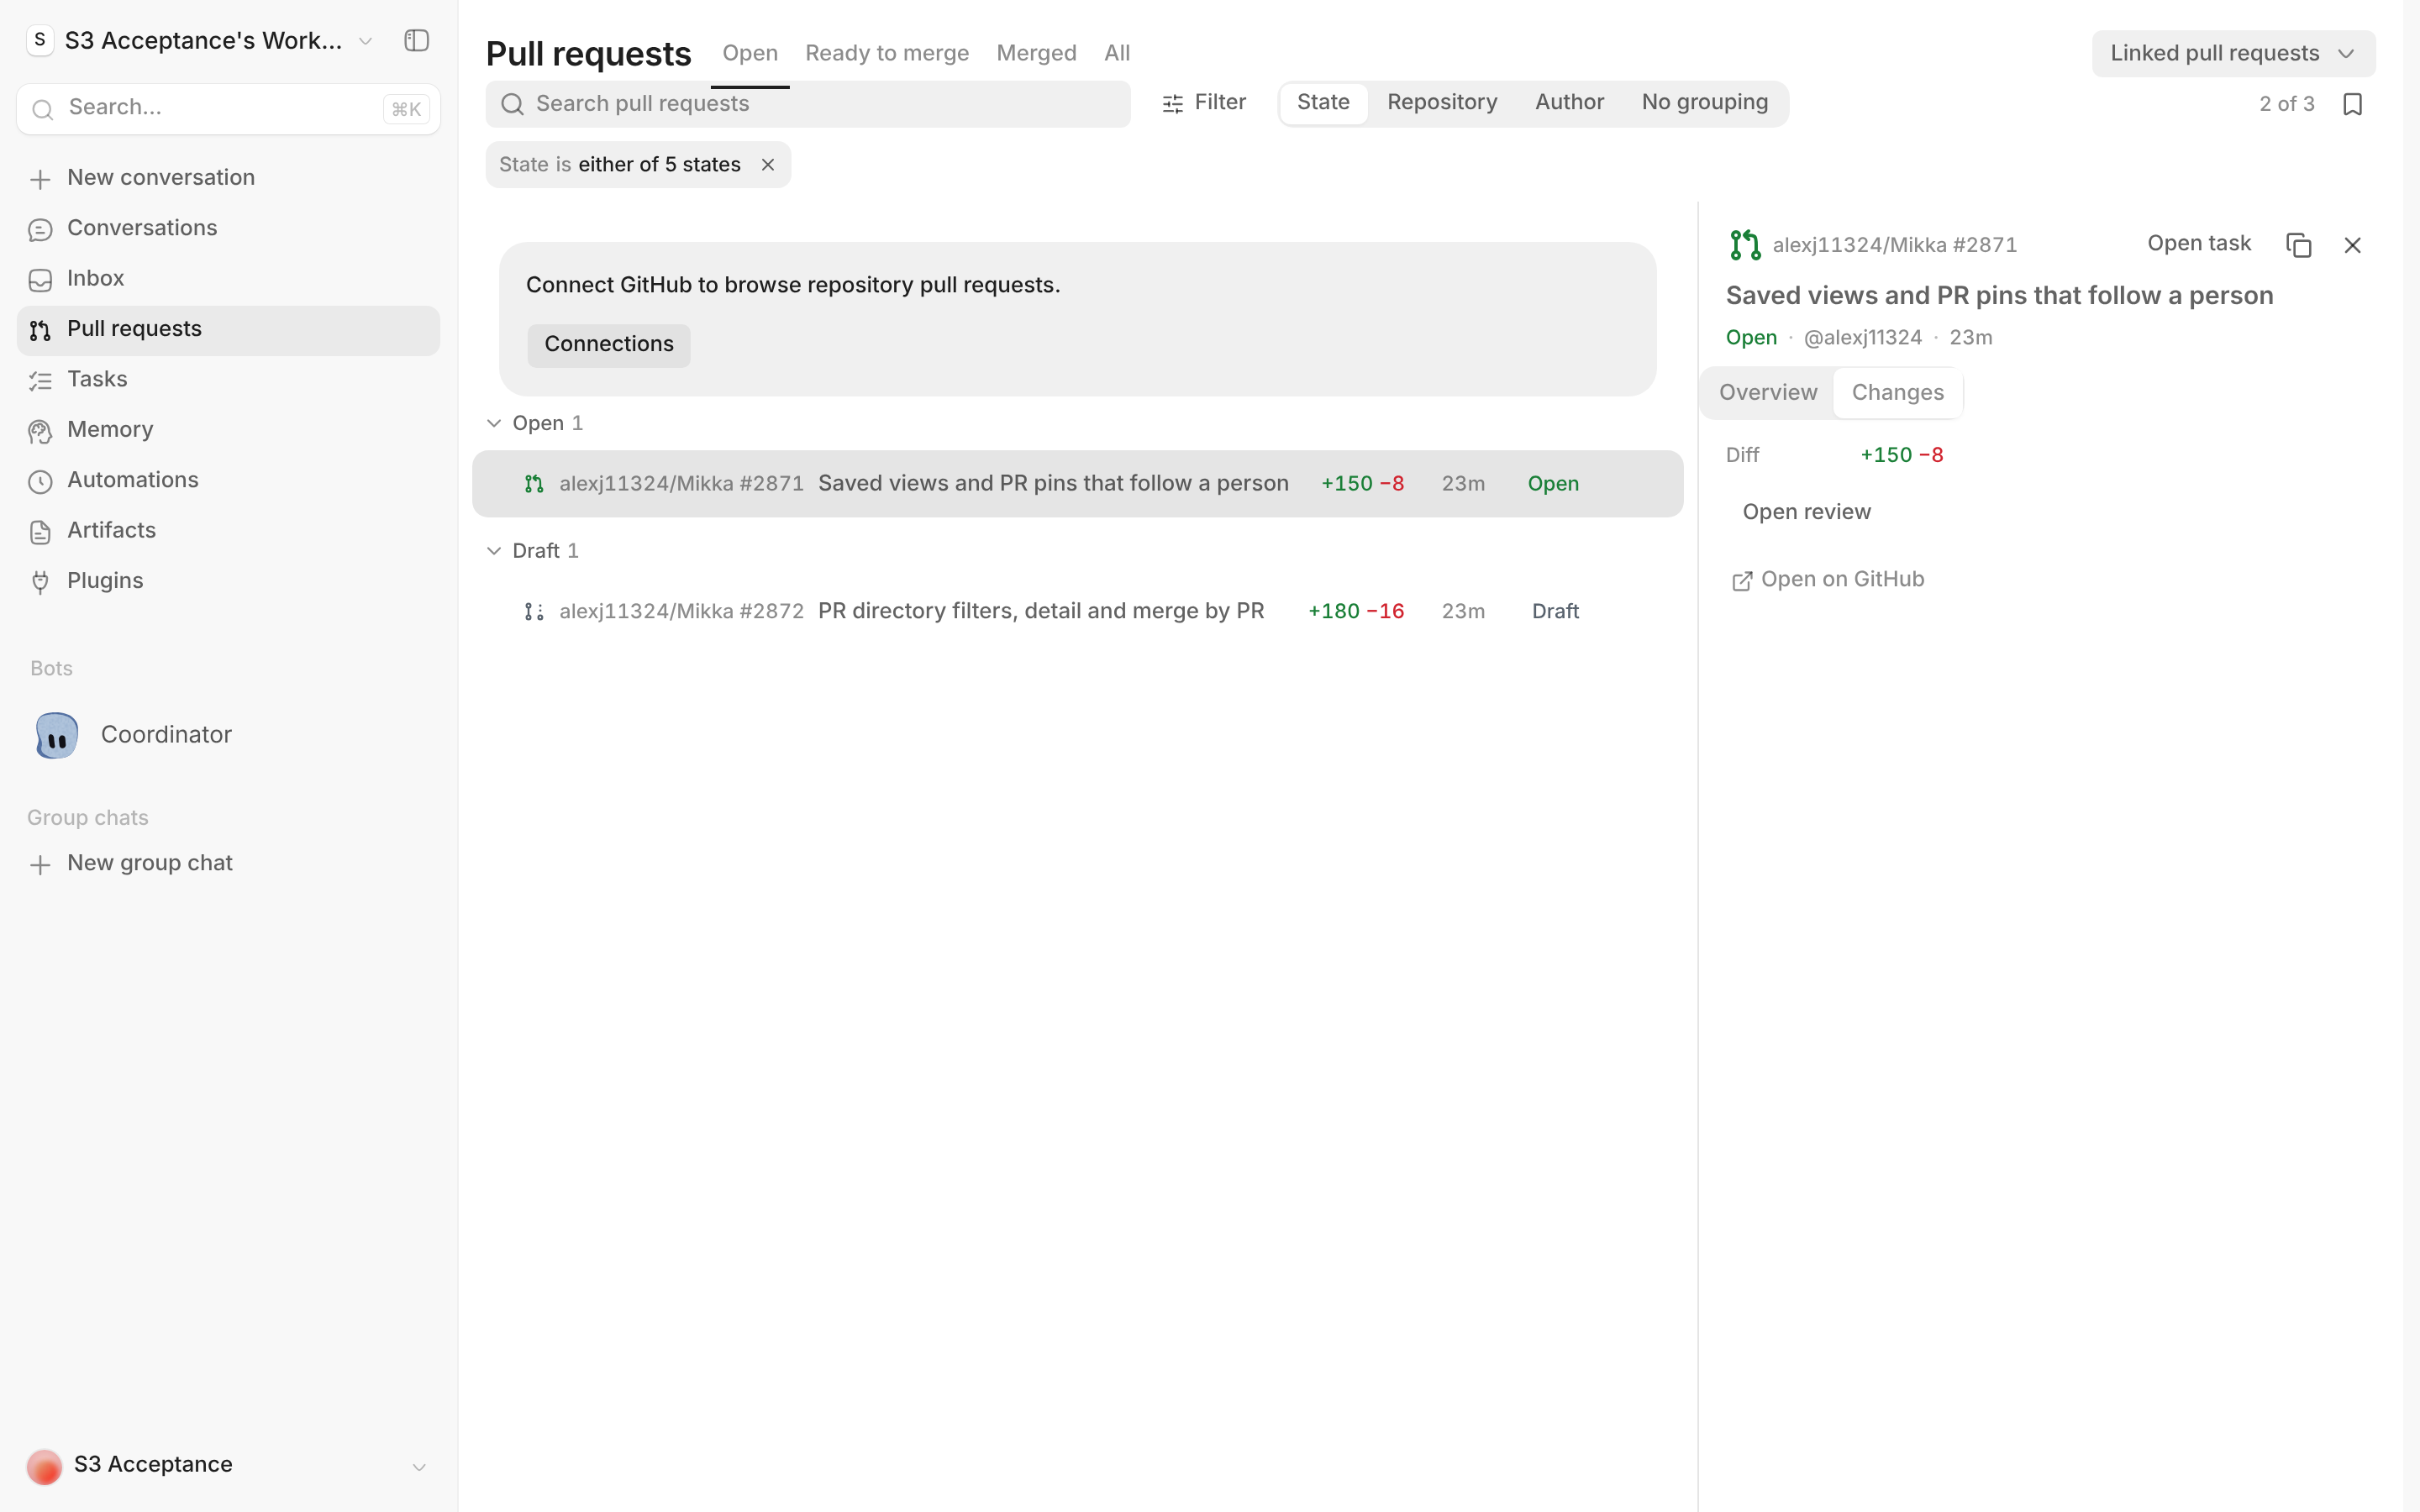 S S3 Acceptance's Work...
Search... ⌘K
New conversation
Conversations
Inbox
Pull requests
Tasks
Memory
Automations
Artifacts
Plugins
Bots
Coordinator
Group chats
New group chat
S3 Acceptance
Pull requests Open Ready to merge Merged All Linked pull requests
Search pull requests Filter State Repository Author No grouping 2 of 3
State is either of 5 states
Connect GitHub to browse repository pull requests.
Connections
Open 1
alexj11324/Mikka #2871 Saved views and PR pins that follow a person +150 −8 23m Open
Draft 1
alexj11324/Mikka #2872 PR directory filters, detail and merge by PR +180 −16 23m Draft
alexj11324/Mikka #2871 Open task
Saved views and PR pins that follow a person
Open · @alexj11324 · 23m
Overview Changes
Diff +150 −8
Open review
Open on GitHub